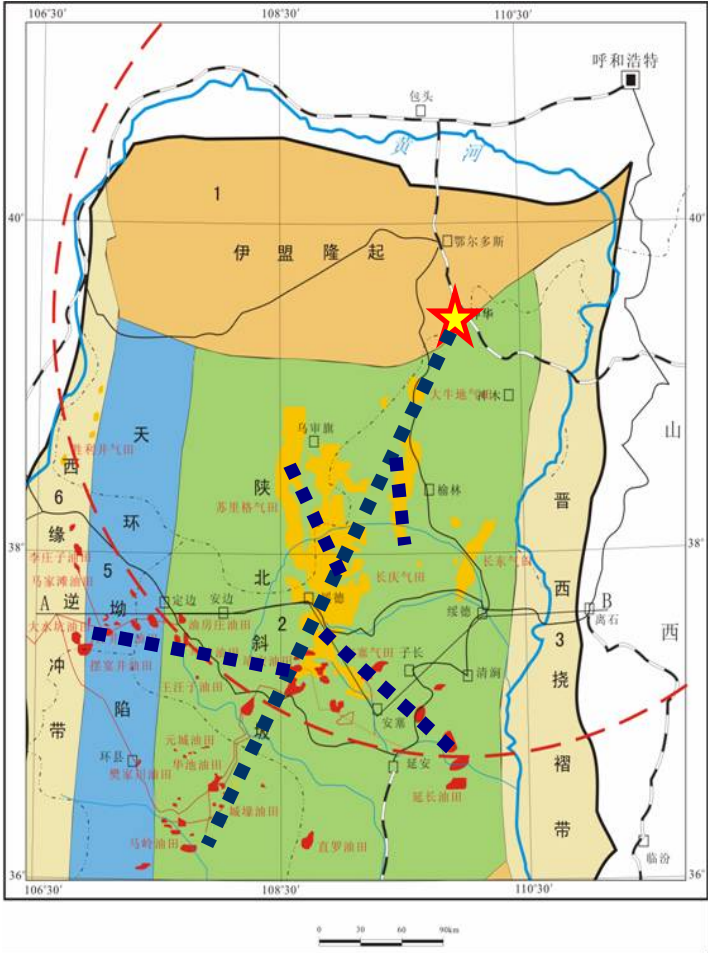 106°30′
108°30′
110°30′
呼和浩特
包头
黄河
1
40°
40°
伊盟隆起
鄂尔多斯
大牛地气田
神木
乌审旗
胜利井气田
天环坳陷
陕北斜坡
西缘逆冲带
晋西挠褶带
山西
6
苏里格气田
榆林
38°
38°
李庄子油田
5
长庆气田
长东气田
马家滩油田
A
定边
安边
2
绥德
B
离石
大水坑油田
油房庄油田
3
子长
清涧
摆宴井油田
王洼子油田
安塞
元城油田
环县
华池油田
延安
樊家川油田
延长油田
城壕油田
马岭油田
直罗油田
临汾
36°
36°
106°30′
108°30′
110°30′
0
30
60
90km